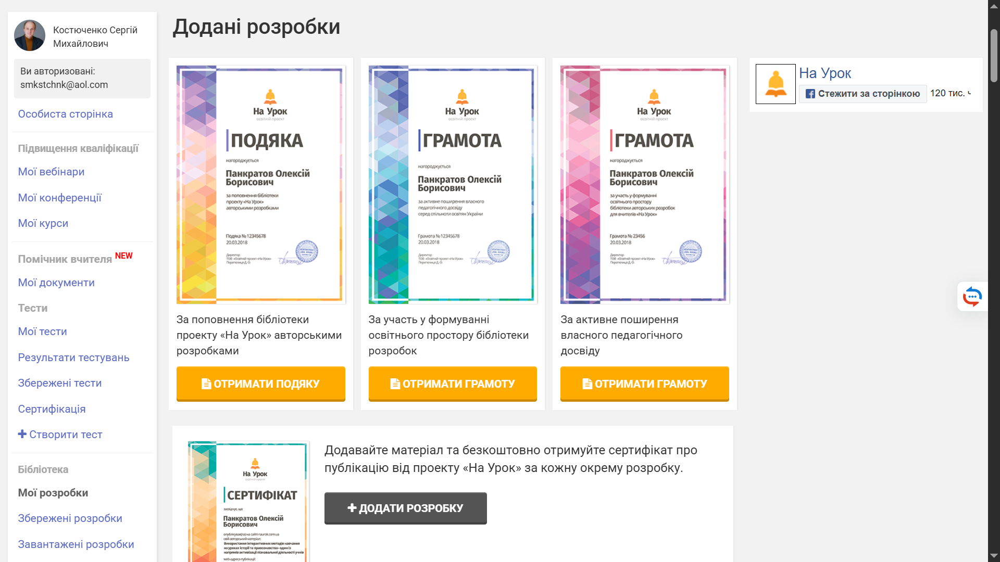 Костюченко Сергій
Михайлович
Ви авторизовані:
smkstchnk@aol.com
Особиста сторінка
Підвищення кваліфікації
Мої вебінари
Мої конференції
Мої курси
Помічник вчителя NEW
Мої документи
Тести
Мої тести
Результати тестувань
Збережені тести
Сертифікація
Створити тест
Бібліотека
Мої розробки
Збережені розробки
Завантажені розробки
Додані розробки
На Урок
освітній проект
ПОДЯКА
нагороджується
Панкратов Олексій
Борисович
за поповнення бібліотеки
проекту «На Урок»
авторськими розробками
Подяка № 12345678
20.03.2018
Директор
ТОВ «Освітній проект «На Урок»
Перепелиця Д. О.
За поповнення бібліотеки
проекту «На Урок» авторськими
розробками
ОТРИМАТИ ПОДЯКУ
На Урок
освітній проект
ГРАМОТА
нагороджується
Панкратов Олексій
Борисович
за активне поширення власного
педагогічного досвіду
серед спільноти освітян України
Грамота № 12345678
20.03.2018
Директор
ТОВ «Освітній проект «На Урок»
Перепелиця Д. О.
За участь у формуванні
освітнього простору бібліотеки
розробок
ОТРИМАТИ ГРАМОТУ
На Урок
освітній проект
ГРАМОТА
нагороджується
Панкратов Олексій
Борисович
за участь у формуванні
освітнього простору
бібліотеки авторських розробок
для вчителів «На Урок»
Грамота № 23456
20.03.2018
Директор
ТОВ «Освітній проект «На Урок»
Перепелиця Д. О.
За активне поширення
власного педагогічного
досвіду
ОТРИМАТИ ГРАМОТУ
На Урок
Стежити за сторінкою
120 тис.
На Урок
освітній проект
СЕРТИФІКАТ
засвідчує, що
Панкратов Олексій
Борисович
опублікував(ла) на сайті naurok.com.ua
свій авторський матеріал:
Використання інтерактивних методів навчання
на уроках історії та правознавства- один із
напрямів активізації пізнавальної діяльності учнів
web-адреса публікації:
Додавайте матеріал та безкоштовно отримуйте сертифікат про
публікацію від проекту «На Урок» за кожну окрему розробку.
ДОДАТИ РОЗРОБКУ